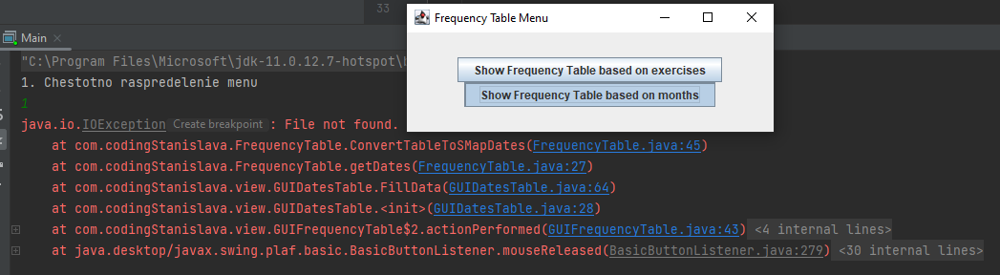 33
Frequency Table Menu
Main
Show Frequency Table based on exercises
Show Frequency Table based on months
"C:\Program Files\Microsoft\jdk-11.0.12.7-hotspot\
1. Chestotno raspredelenie menu
1
java.io.IOException Create breakpoint : File not found.
at com.codingStanislava.FrequencyTable.ConvertTableToSMapDates(FrequencyTable.java:45)
at com.codingStanislava.FrequencyTable.getDates(FrequencyTable.java:27)
at com.codingStanislava.view.GUIDatesTable.FillData(GUIDatesTable.java:64)
at com.codingStanislava.view.GUIDatesTable.<init>(GUIDatesTable.java:28)
at com.codingStanislava.view.GUIFrequencyTable$2.actionPerformed(GUIFrequencyTable.java:43) <4 internal lines>
at java.desktop/javax.swing.plaf.basic.BasicButtonListener.mouseReleased(BasicButtonListener.java:279) <30 internal lines>